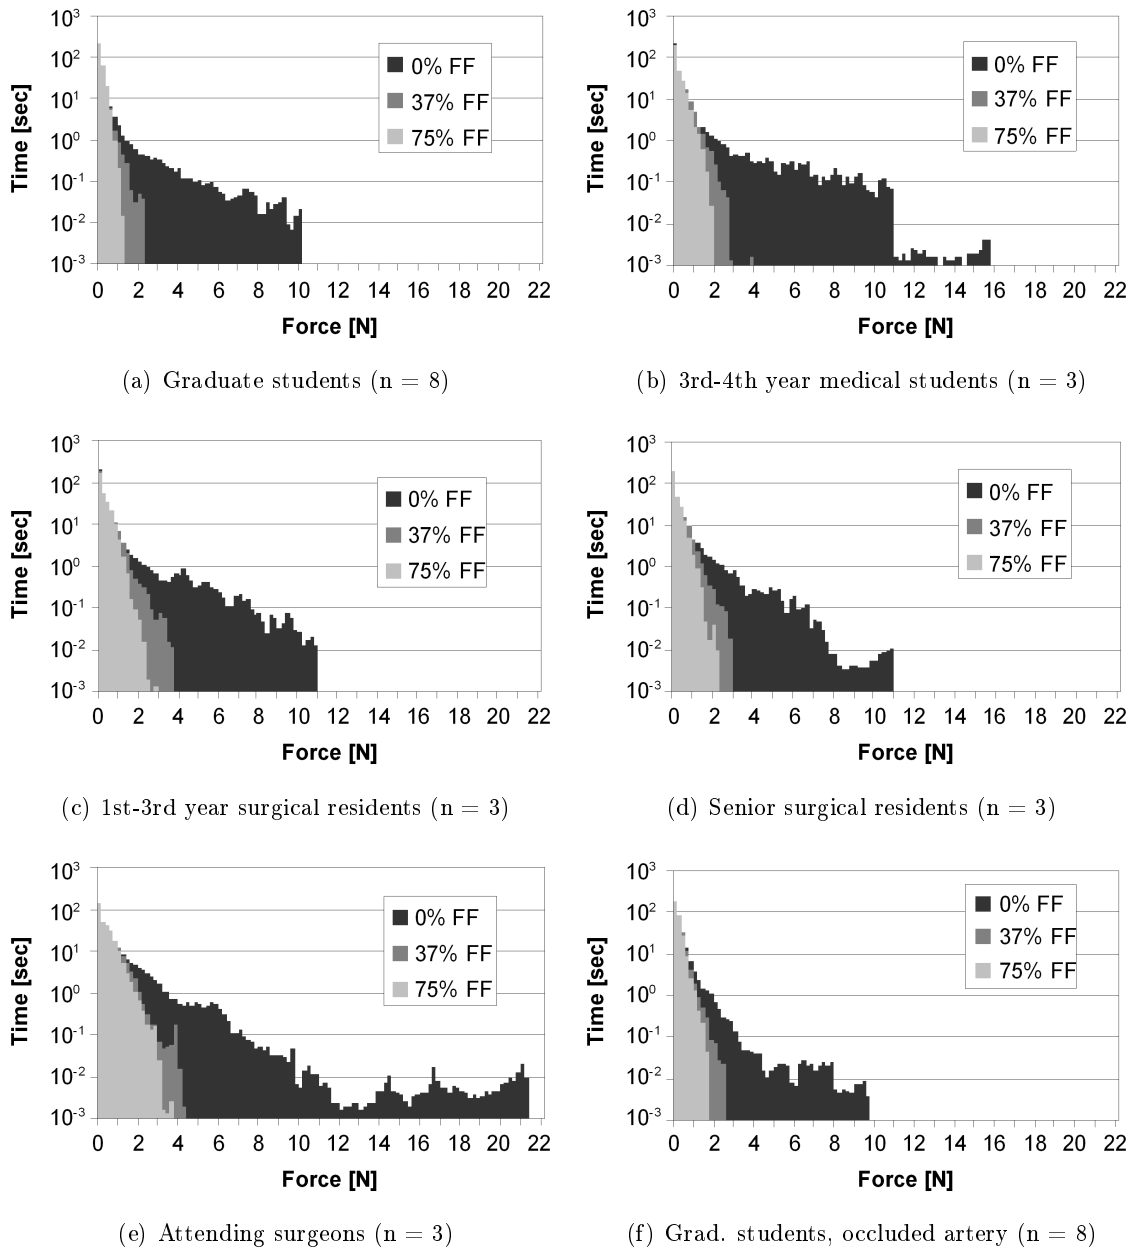 10³
10²
10¹
10⁰
10⁻¹
10⁻²
10⁻³
Time [sec]
0% FF
37% FF
75% FF
0 2 4 6 8 10 12 14 16 18 20 22
Force [N]
(a) Graduate students (n = 8)
10³
10²
10¹
10⁰
10⁻¹
10⁻²
10⁻³
Time [sec]
0% FF
37% FF
75% FF
0 2 4 6 8 10 12 14 16 18 20 22
Force [N]
(b) 3rd-4th year medical students (n = 3)
10³
10²
10¹
10⁰
10⁻¹
10⁻²
10⁻³
Time [sec]
0% FF
37% FF
75% FF
0 2 4 6 8 10 12 14 16 18 20 22
Force [N]
(c) 1st-3rd year surgical residents (n = 3)
10³
10²
10¹
10⁰
10⁻¹
10⁻²
10⁻³
Time [sec]
0% FF
37% FF
75% FF
0 2 4 6 8 10 12 14 16 18 20 22
Force [N]
(d) Senior surgical residents (n = 3)
10³
10²
10¹
10⁰
10⁻¹
10⁻²
10⁻³
Time [sec]
0% FF
37% FF
75% FF
0 2 4 6 8 10 12 14 16 18 20 22
Force [N]
(e) Attending surgeons (n = 3)
10³
10²
10¹
10⁰
10⁻¹
10⁻²
10⁻³
Time [sec]
0% FF
37% FF
75% FF
0 2 4 6 8 10 12 14 16 18 20 22
Force [N]
(f) Grad. students, occluded artery (n = 8)